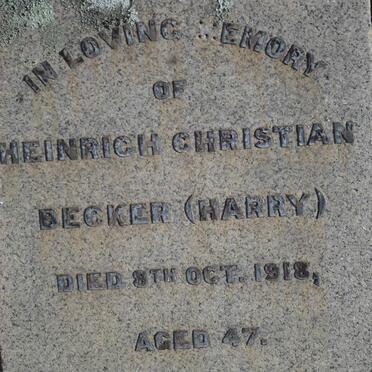 IN LOVING MEMORY
OF
HEINRICH CHRISTIAN
BECKER (HARRY)
DIED 8TH OCT. 1918,
AGED 47.